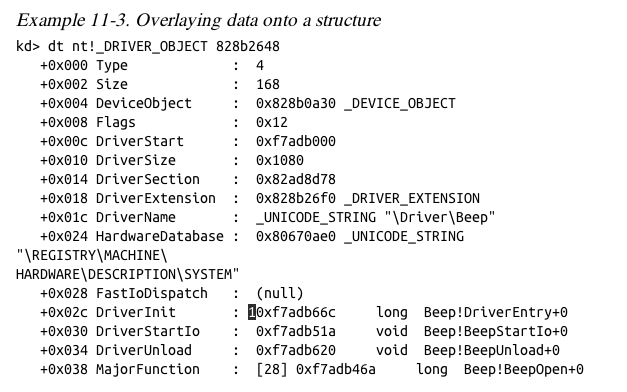 Example 11-3. Overlaying data onto a structure
kd> dt nt!_DRIVER_OBJECT 828b2648
+0x000 Type : 4
+0x002 Size : 168
+0x004 DeviceObject : 0x828b0a30 _DEVICE_OBJECT
+0x008 Flags : 0x12
+0x00c DriverStart : 0xf7adb000
+0x010 DriverSize : 0x1080
+0x014 DriverSection : 0x82ad8d78
+0x018 DriverExtension : 0x828b26f0 _DRIVER_EXTENSION
+0x01c DriverName : _UNICODE_STRING "\Driver\Beep"
+0x024 HardwareDatabase : 0x80670ae0 _UNICODE_STRING
"\REGISTRY\MACHINE\
HARDWARE\DESCRIPTION\SYSTEM"
+0x028 FastIoDispatch : (null)
+0x02c DriverInit : 10xf7adb66c long Beep!DriverEntry+0
+0x030 DriverStartIo : 0xf7adb51a void Beep!BeepStartIo+0
+0x034 DriverUnload : 0xf7adb620 void Beep!BeepUnload+0
+0x038 MajorFunction : [28] 0xf7adb46a long Beep!BeepOpen+0